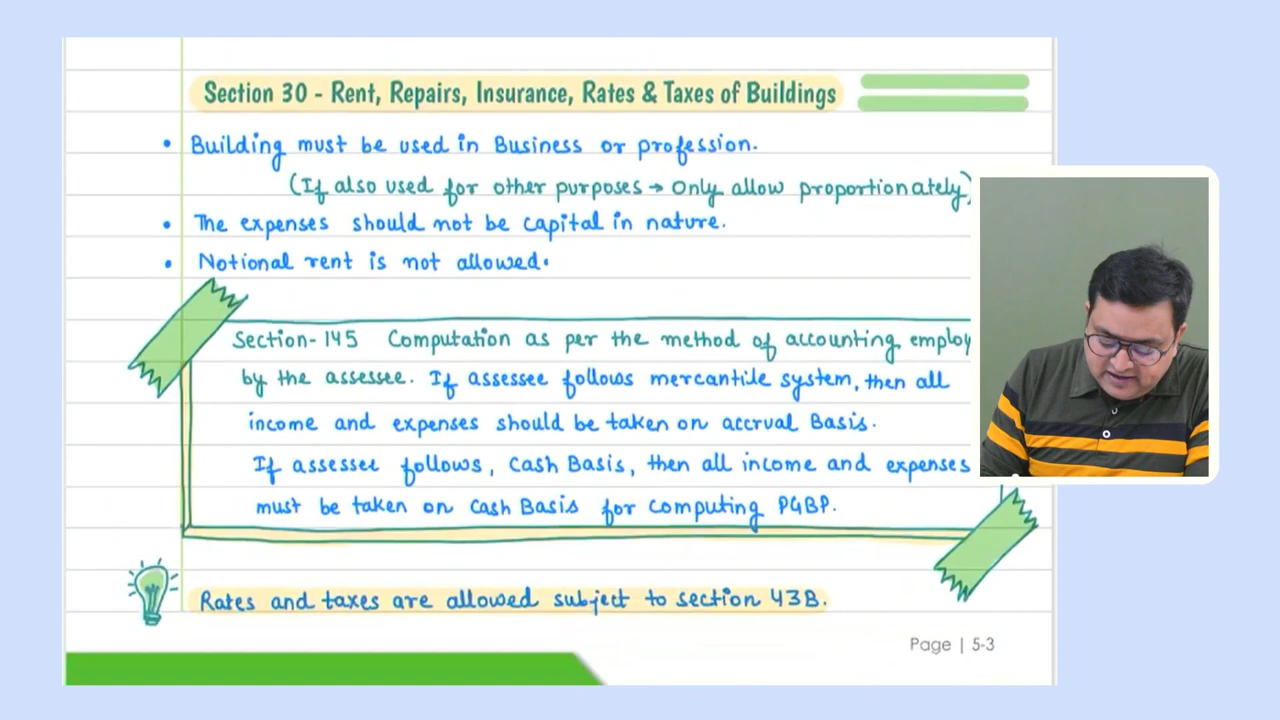 Section 30 - Rent, Repairs, Insurance, Rates & Taxes of Buildings
• Building must be used in Business or profession.
(If also used for other purposes → Only allow proportionately)
• The expenses should not be capital in nature.
• Notional rent is not allowed.
Section-145 Computation as per the method of accounting employ
by the assessee. If assessee follows mercantile system, then all
income and expenses should be taken on accrual Basis.
If assessee follows, Cash Basis, then all income and expenses
must be taken on Cash Basis for computing PGBP.
Rates and taxes are allowed subject to section 43B.
Page | 5-3